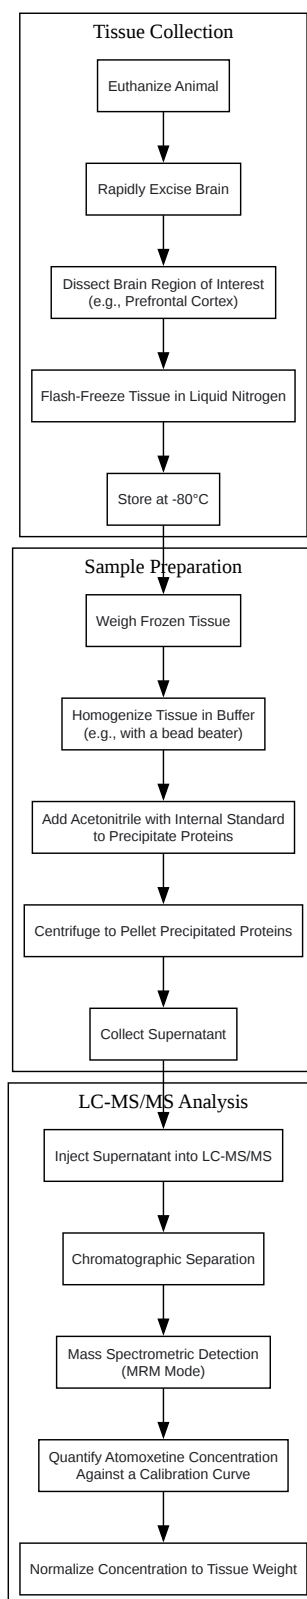 Tissue Collection
Euthanize Animal
Rapidly Excise Brain
Dissect Brain Region of Interest
(e.g., Prefrontal Cortex)
Flash-Freeze Tissue in Liquid Nitrogen
Store at -80°C
Sample Preparation
Weigh Frozen Tissue
Homogenize Tissue in Buffer
(e.g., with a bead beater)
Add Acetonitrile with Internal Standard
to Precipitate Proteins
Centrifuge to Pellet Precipitated Proteins
Collect Supernatant
LC-MS/MS Analysis
Inject Supernatant into LC-MS/MS
Chromatographic Separation
Mass Spectrometric Detection
(MRM Mode)
Quantify Atomoxetine Concentration
Against a Calibration Curve
Normalize Concentration to Tissue Weight